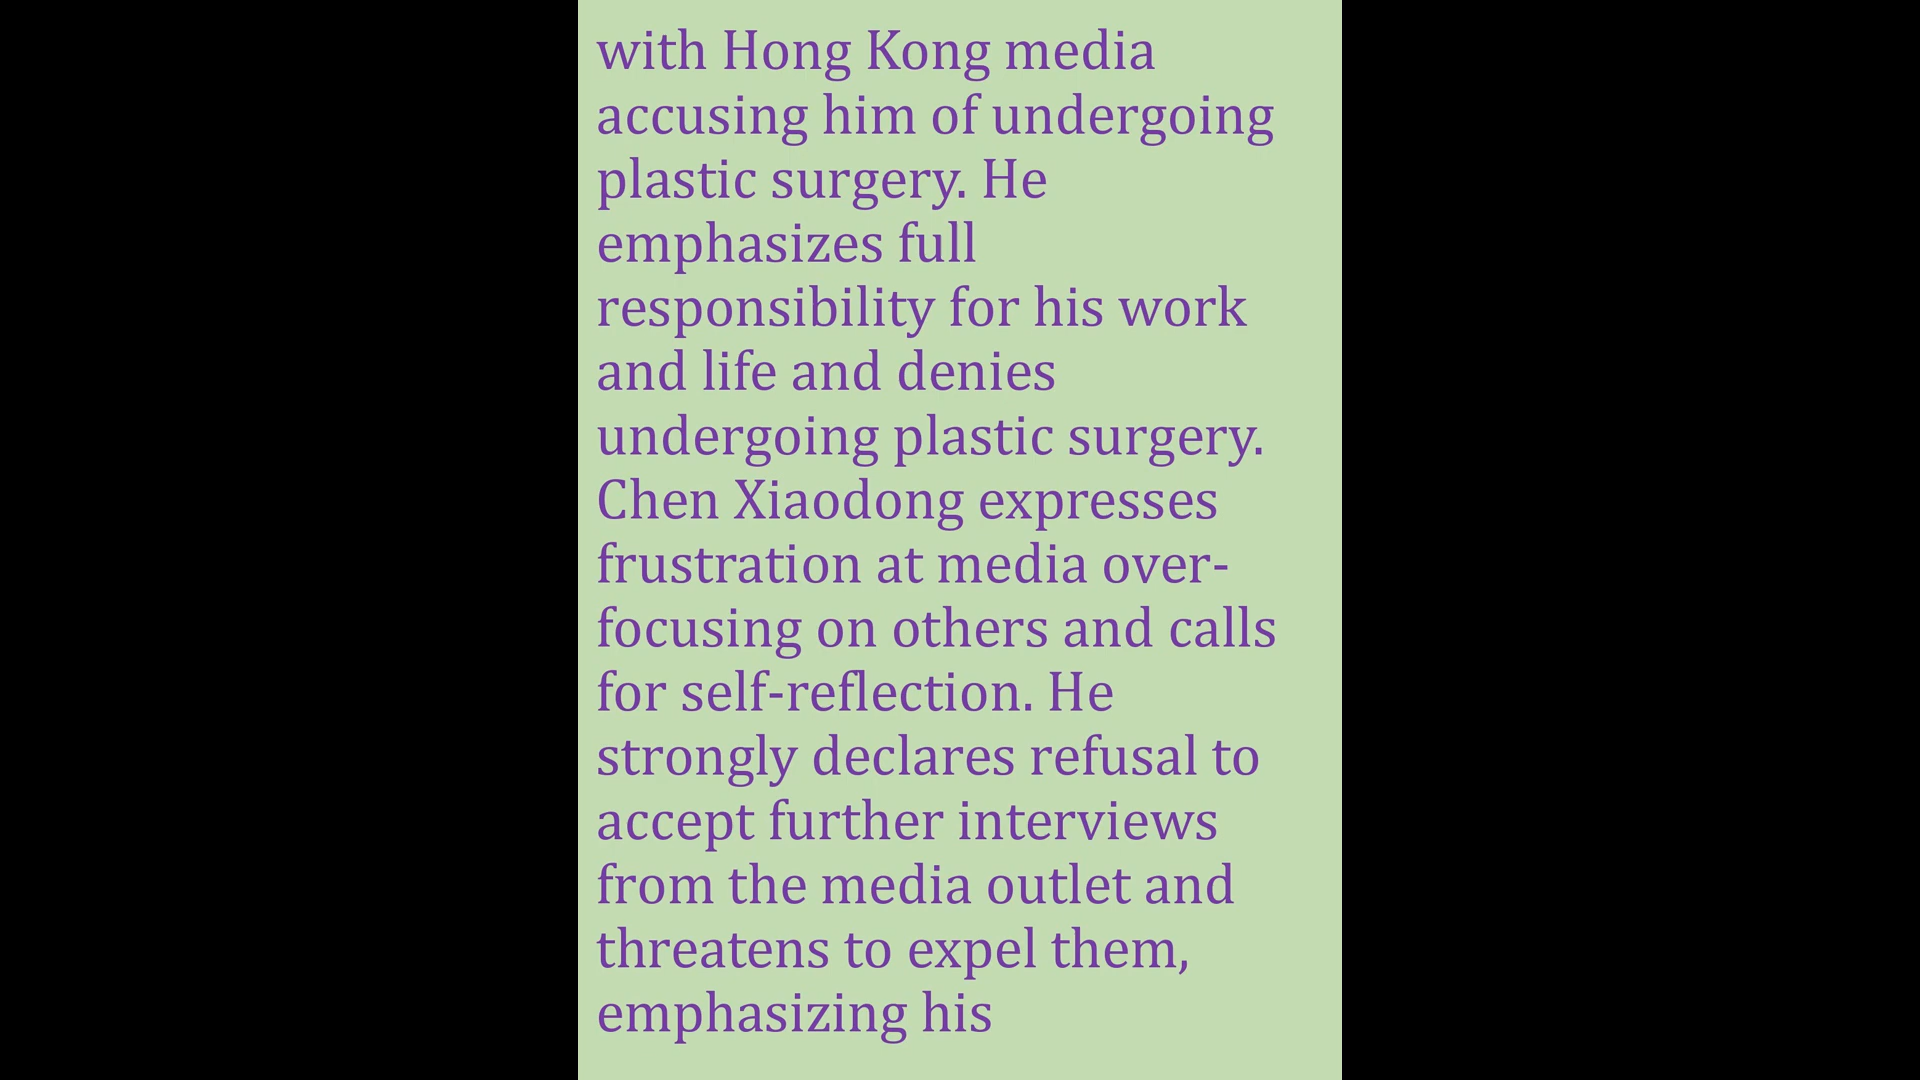 with Hong Kong media
accusing him of undergoing
plastic surgery. He
emphasizes full
responsibility for his work
and life and denies
undergoing plastic surgery.
Chen Xiaodong expresses
frustration at media over-
focusing on others and calls
for self-reflection. He
strongly declares refusal to
accept further interviews
from the media outlet and
threatens to expel them,
emphasizing his